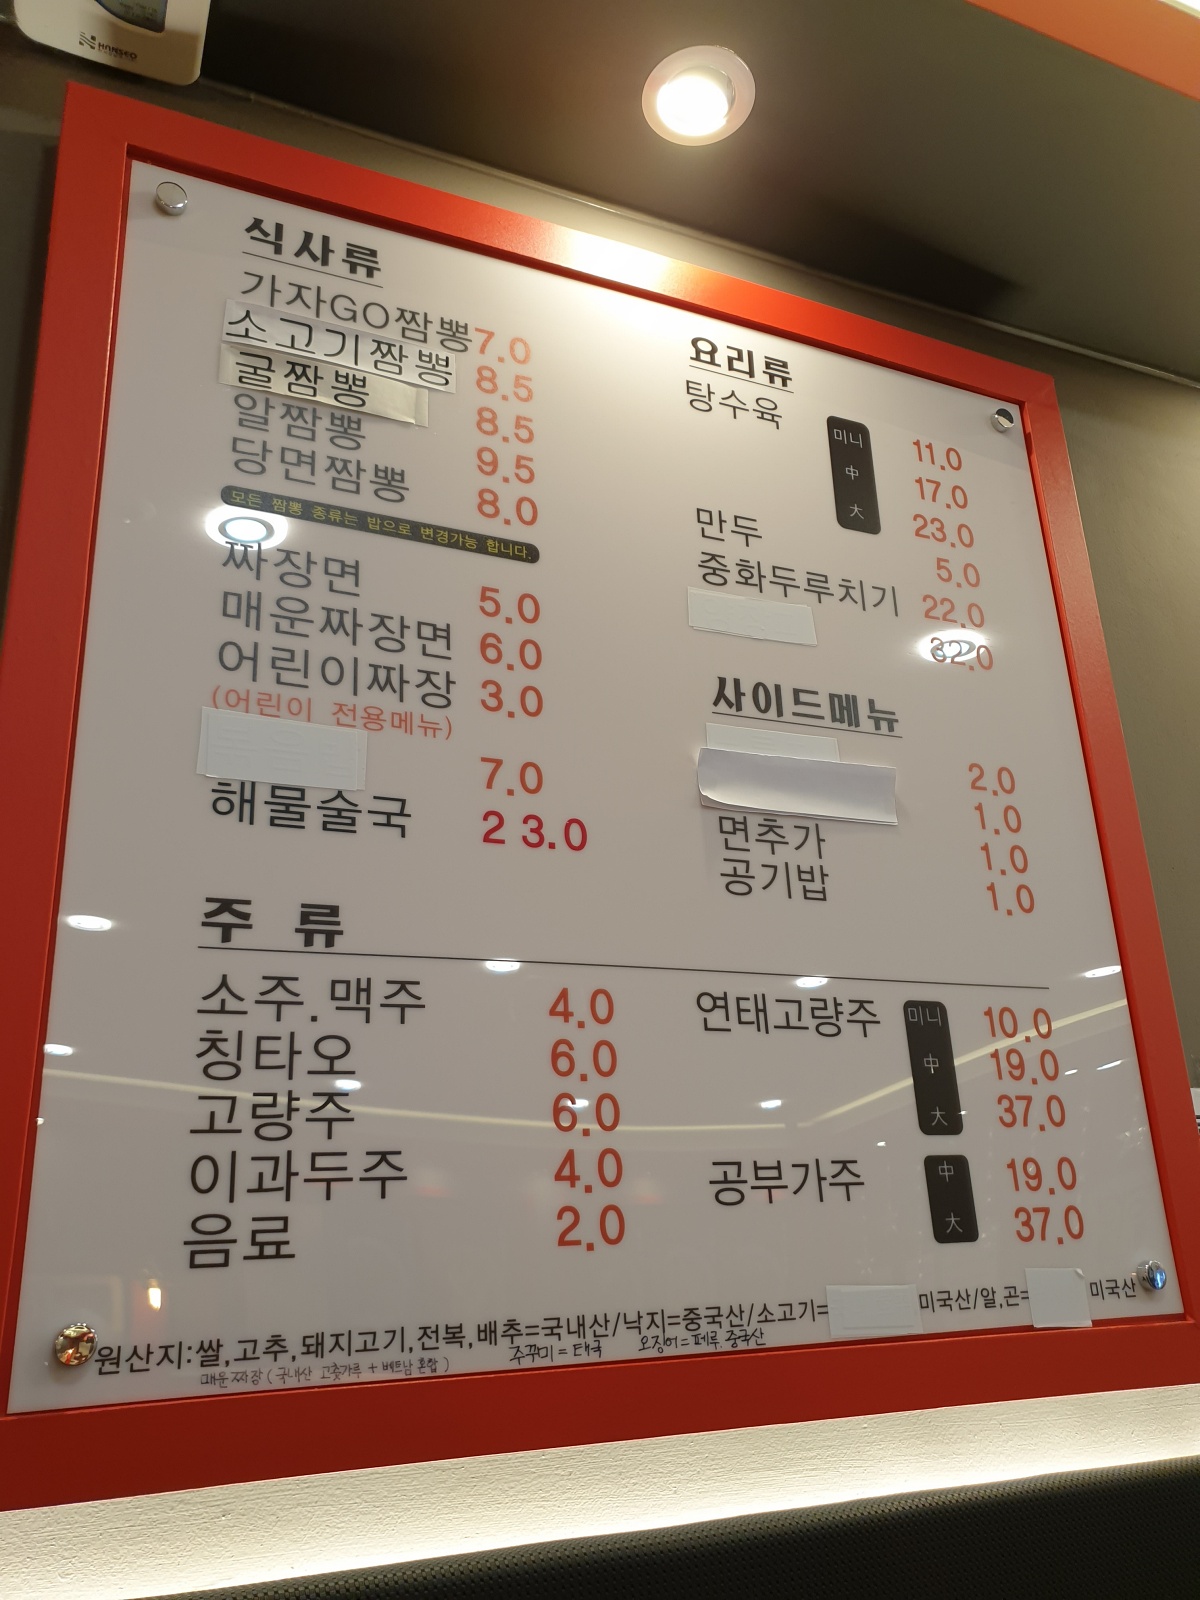 HANSEO
식사류
가자GO짬뽕 7.0
소고기짬뽕 8.5
굴짬뽕 8.5
알짬뽕 9.5
당면짬뽕 8.0
모든 짬뽕 종류는 밥으로 변경가능 합니다.
짜장면 5.0
매운짜장면 6.0
어린이짜장 3.0
(어린이 전용메뉴)
7.0
해물술국 23.0
요리류
탕수육
미니 11.0
中 17.0
大 23.0
만두 5.0
중화두루치기 22.0
32.0
사이드메뉴
2.0
1.0
면추가 1.0
공기밥 1.0
주 류
소주.맥주 4.0
칭타오 6.0
고량주 6.0
이과두주 4.0
음료 2.0
연태고량주 미니 10.0
中 19.0
大 37.0
공부가주 中 19.0
大 37.0
원산지:쌀,고추,돼지고기,전복,배추=국내산/낙지=중국산/소고기= 미국산/알,곤= 미국산
매운짜장(국내산 고춧가루 + 베트남 혼합) 주꾸미=태국 오징어=페루.중국산